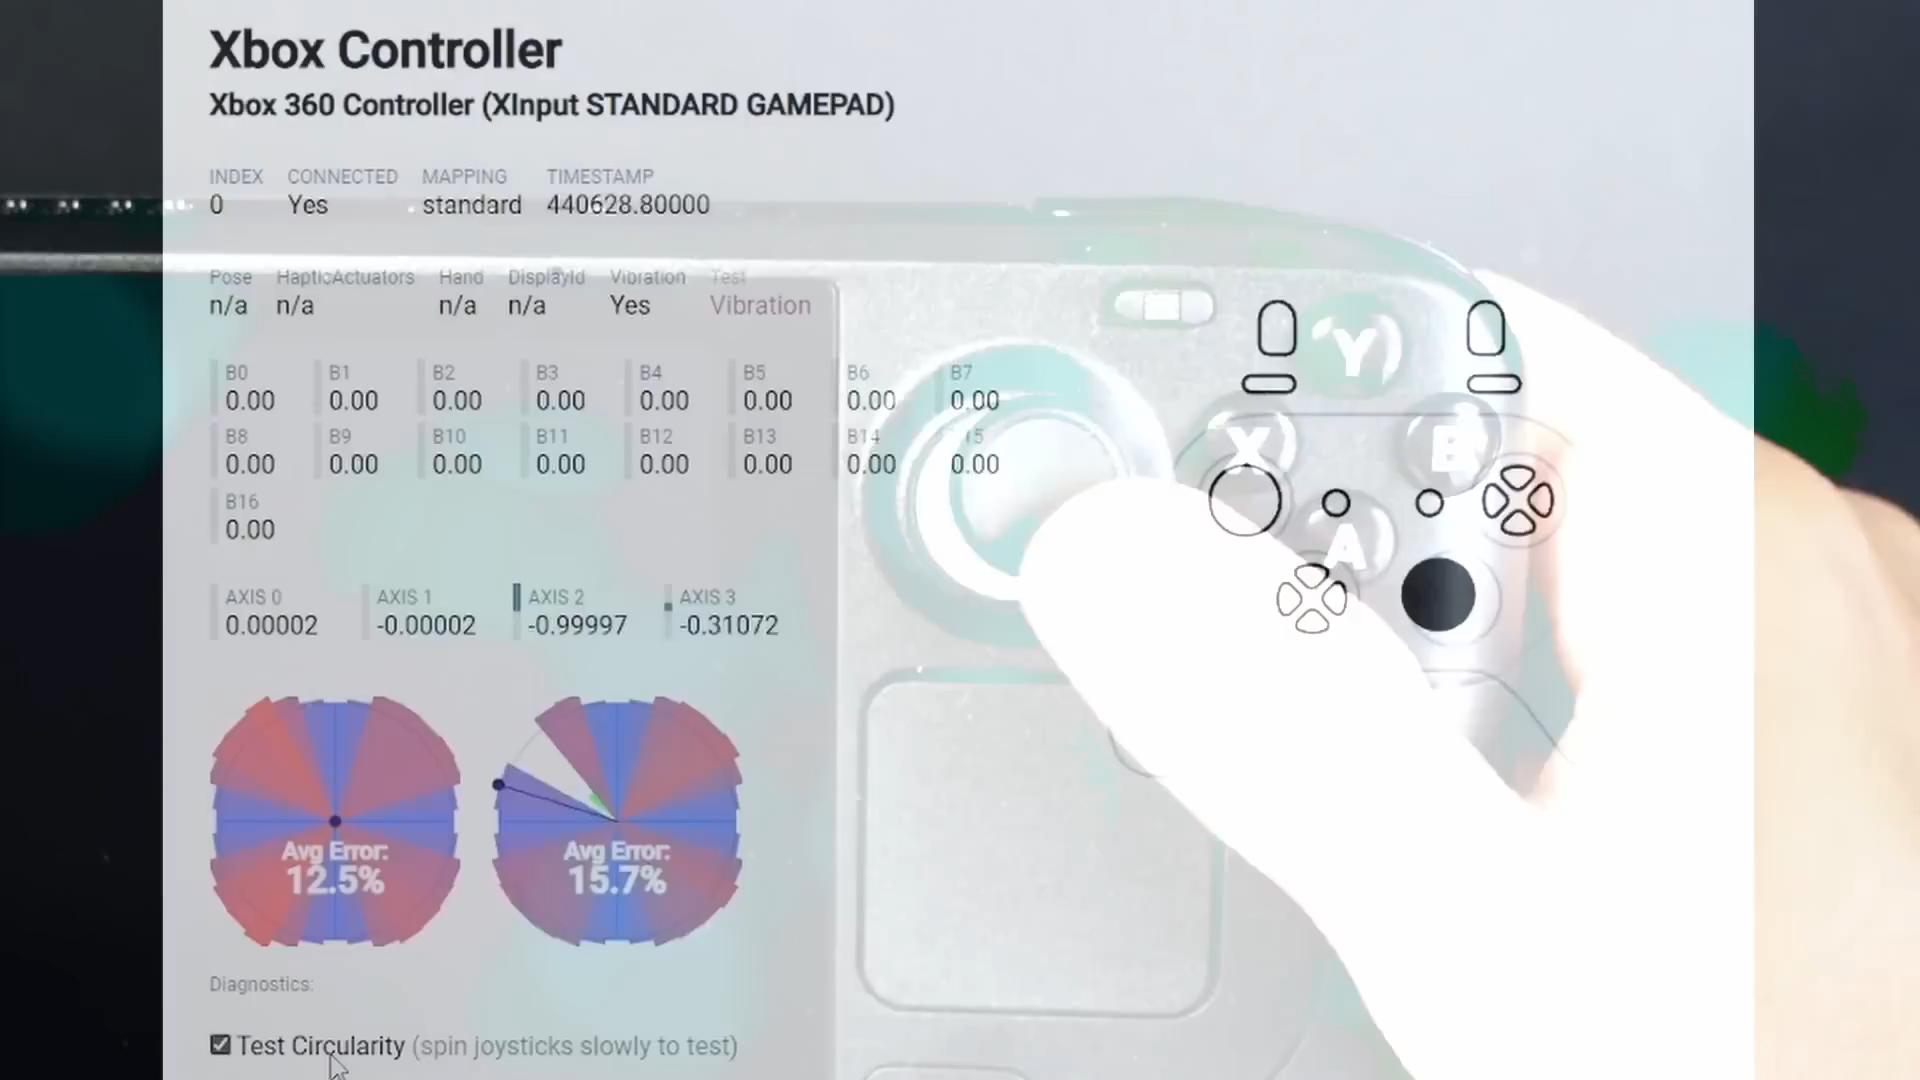 Xbox Controller
Xbox 360 Controller (XInput STANDARD GAMEPAD)
INDEX CONNECTED MAPPING TIMESTAMP
0 Yes standard 440628.80000
Pose HapticActuators Hand DisplayId Vibration Test
n/a n/a n/a n/a Yes Vibration
Y
B0 B1 B2 B3 B4 B5 B6 B7
0.00 0.00 0.00 0.00 0.00 0.00 0.00 0.00
X B
B8 B9 B10 B11 B12 B13 B14 15
0.00 0.00 0.00 0.00 0.00 0.00 0.00 0.00
B16
0.00
A
AXIS 0 AXIS 1 AXIS 2 AXIS 3
0.00002 -0.00002 -0.99997 -0.31072
Avg Error: Avg Error:
12.5% 15.7%
Diagnostics:
Test Circularity (spin joysticks slowly to test)